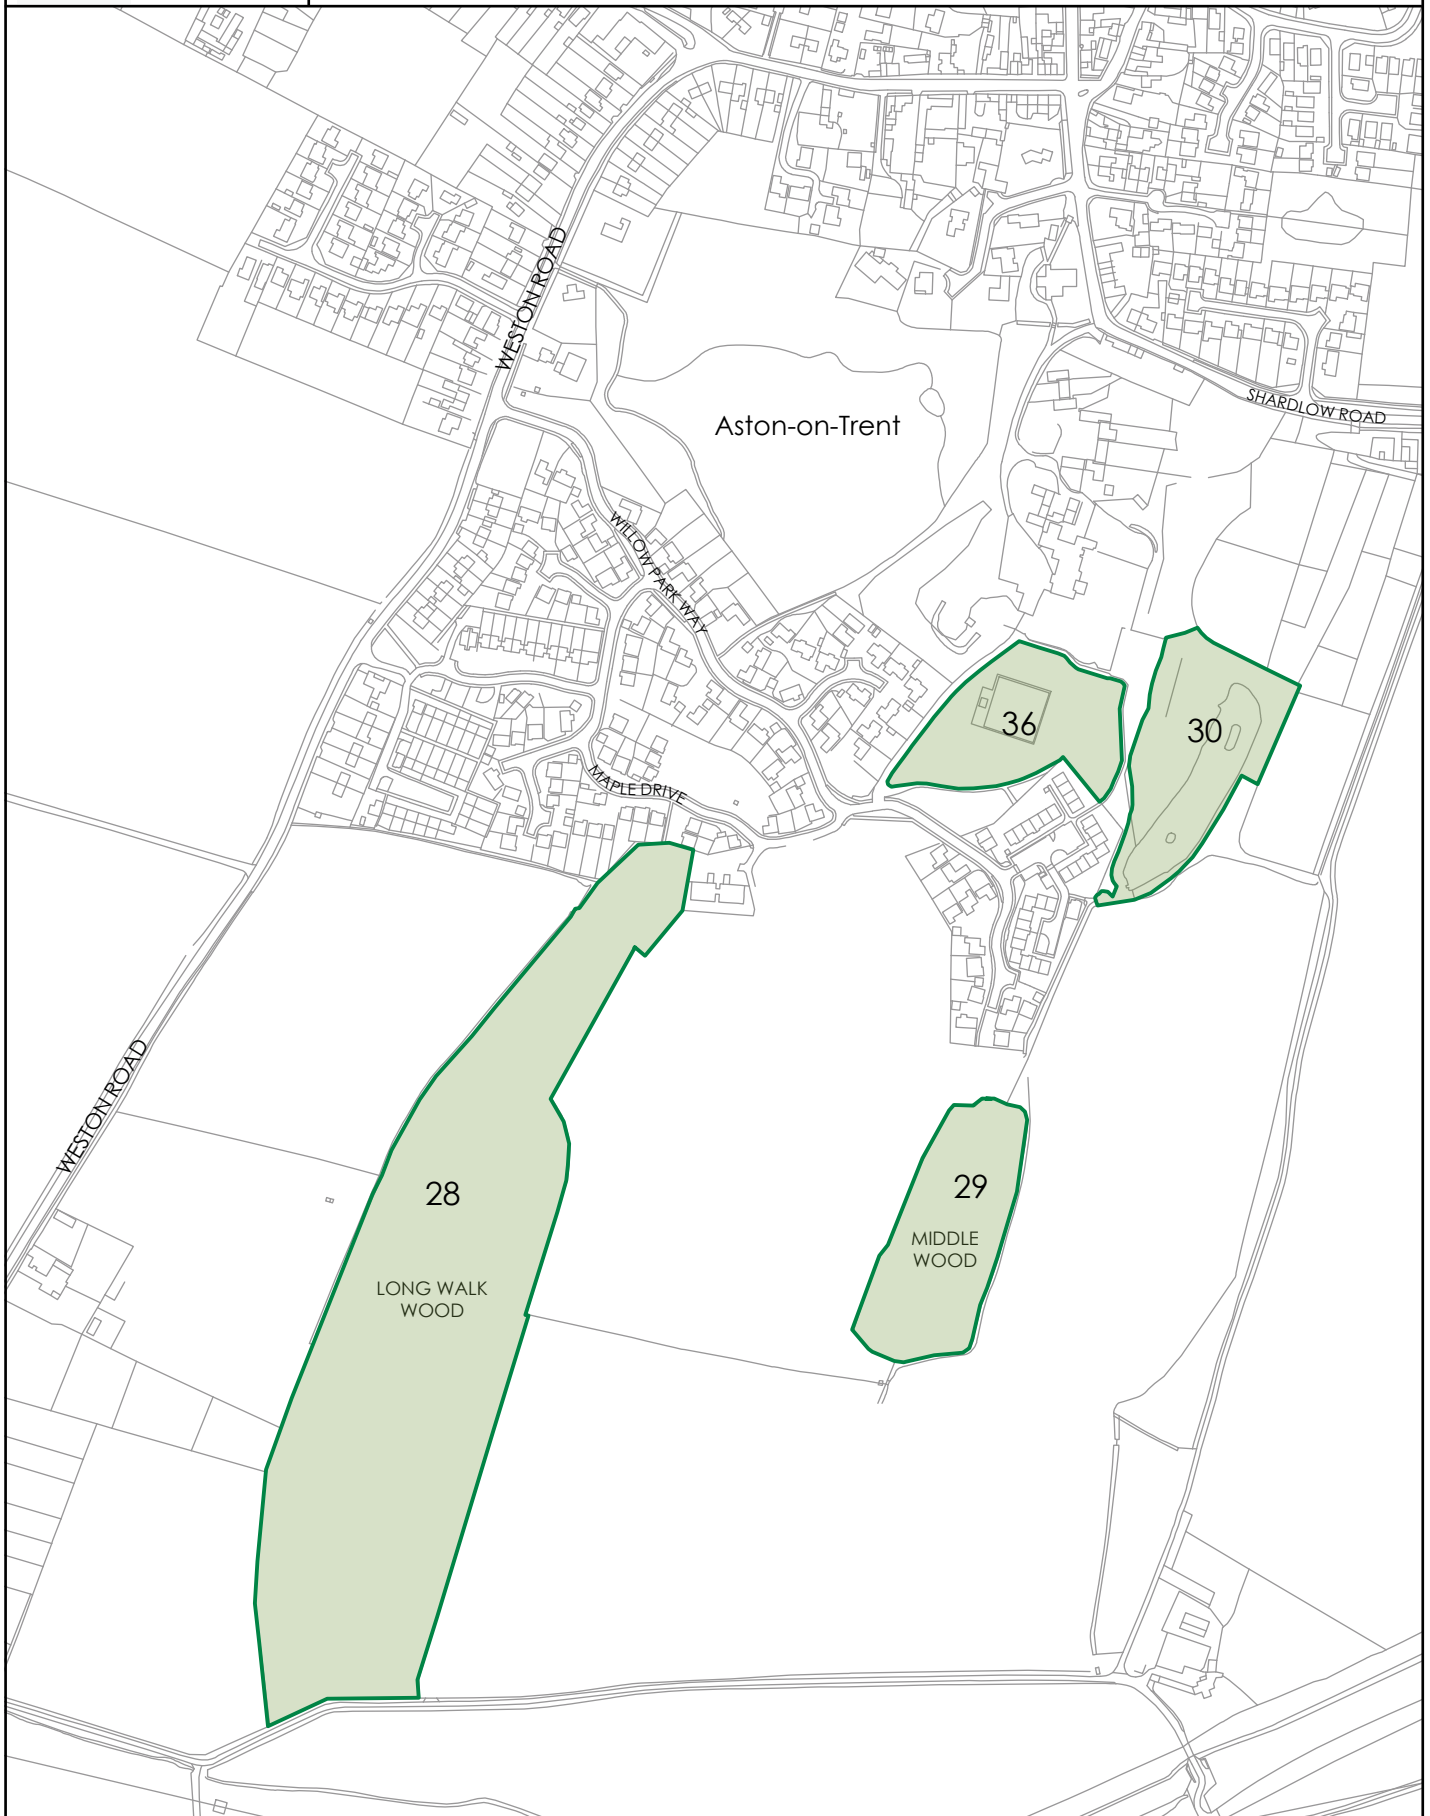 WESTON ROAD
Aston-on-Trent
SHARDLOW ROAD
WILLOW PARK WAY
36
30
MAPLE DRIVE
WESTON ROAD
28
LONG WALK
WOOD
29
MIDDLE
WOOD